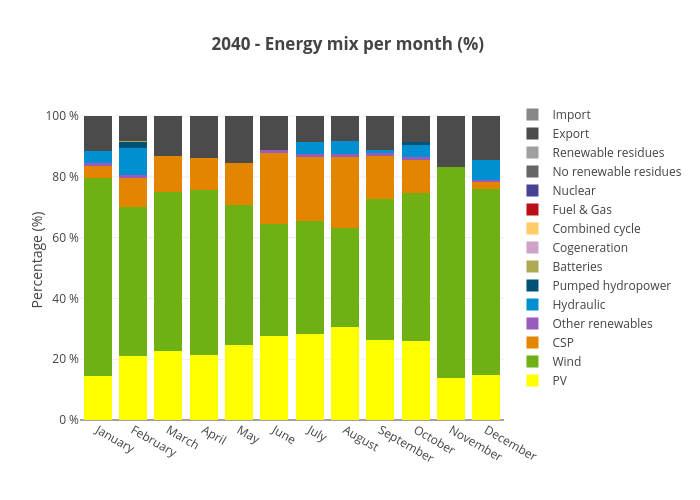 2040 - Energy mix per month (%)
100 %
80 %
60 %
40 %
20 %
0 %
Percentage (%)
January
February
March
April
May
June
July
August
September
October
November
December
Import
Export
Renewable residues
No renewable residues
Nuclear
Fuel & Gas
Combined cycle
Cogeneration
Batteries
Pumped hydropower
Hydraulic
Other renewables
CSP
Wind
PV